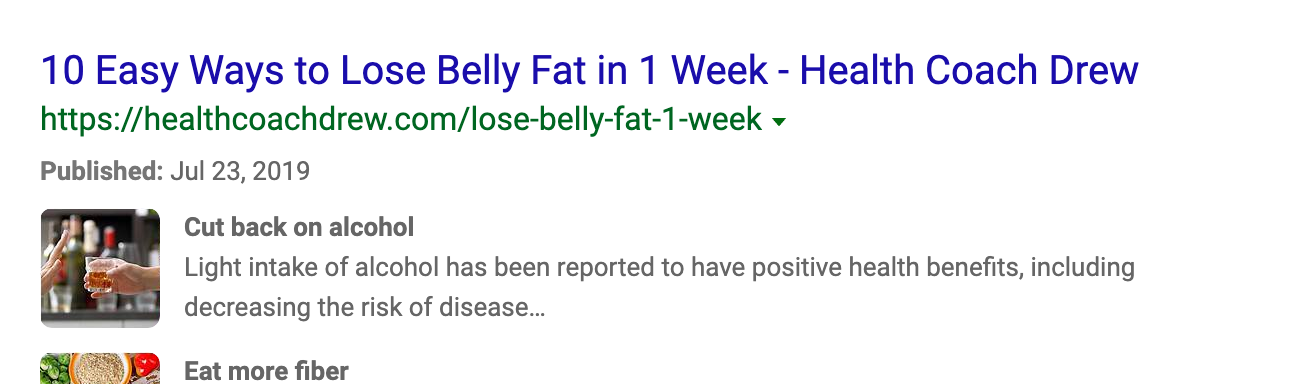 10 Easy Ways to Lose Belly Fat in 1 Week - Health Coach Drew
https://healthcoachdrew.com/lose-belly-fat-1-week
Published: Jul 23, 2019
Cut back on alcohol
Light intake of alcohol has been reported to have positive health benefits, including
decreasing the risk of disease...
Eat more fiber